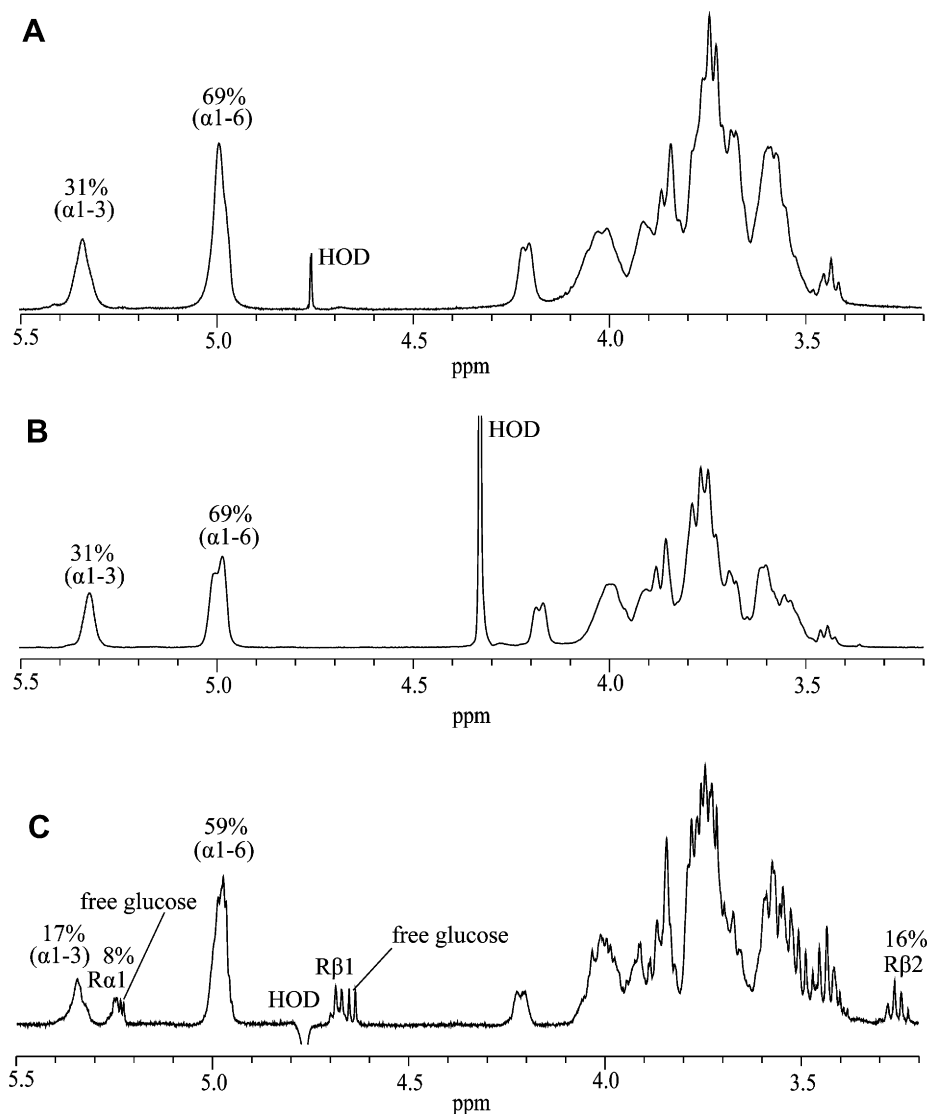 A
69%
(α1-6)
31%
(α1-3)
HOD
5.5 5.0 4.5 4.0 3.5
ppm
B
HOD
69%
(α1-6)
31%
(α1-3)
5.5 5.0 4.5 4.0 3.5
ppm
C
59%
(α1-6)
free glucose
17%
(α1-3)
8%
Rα1
free glucose
Rβ1
HOD
16%
Rβ2
5.5 5.0 4.5 4.0 3.5
ppm